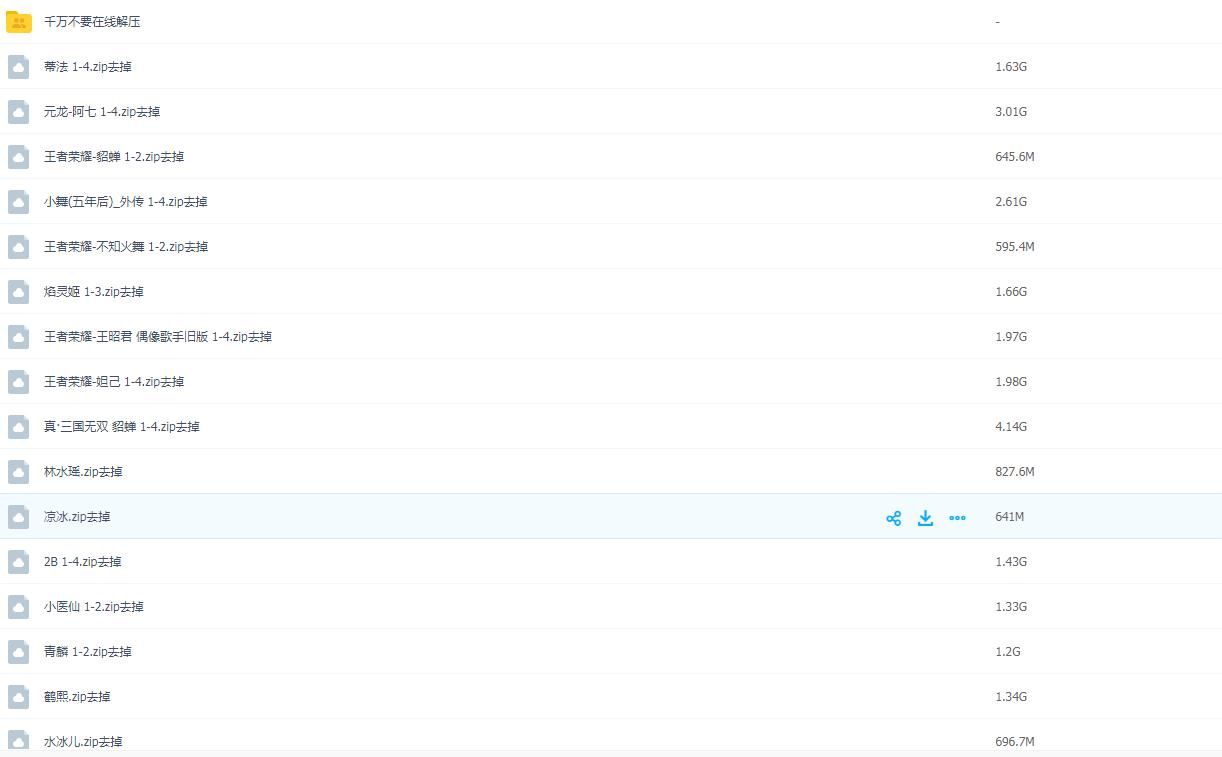 千万不要在线解压 -
蒂法 1-4.zip去掉 1.63G
元龙-阿七 1-4.zip去掉 3.01G
王者荣耀-貂蝉 1-2.zip去掉 645.6M
小舞(五年后)_外传 1-4.zip去掉 2.61G
王者荣耀-不知火舞 1-2.zip去掉 595.4M
焰灵姬 1-3.zip去掉 1.66G
王者荣耀-王昭君 偶像歌手旧版 1-4.zip去掉 1.97G
王者荣耀-妲己 1-4.zip去掉 1.98G
真·三国无双 貂蝉 1-4.zip去掉 4.14G
林水瑶.zip去掉 827.6M
凉冰.zip去掉 641M
2B 1-4.zip去掉 1.43G
小医仙 1-2.zip去掉 1.33G
青鳞 1-2.zip去掉 1.2G
鹤熙.zip去掉 1.34G
水冰儿.zip去掉 696.7M